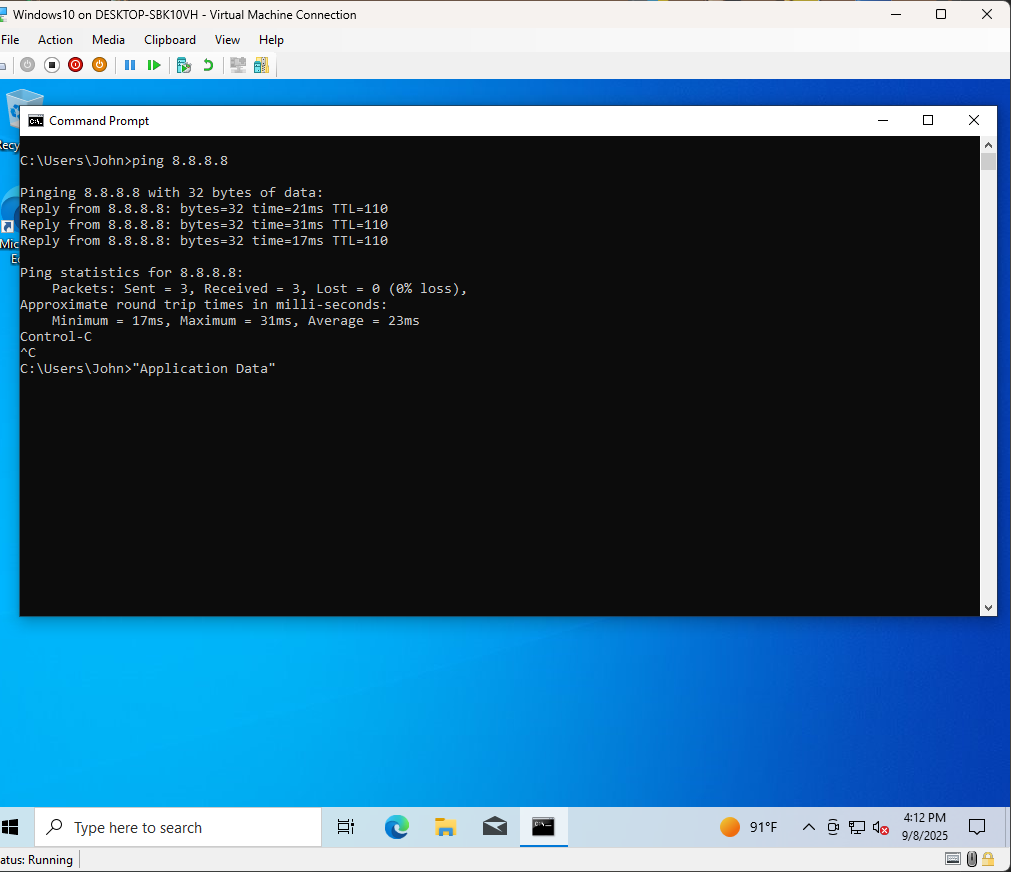 Windows10 on DESKTOP-SBK10VH - Virtual Machine Connection
File Action Media Clipboard View Help
Command Prompt
C:\Users\John>ping 8.8.8.8
Pinging 8.8.8.8 with 32 bytes of data:
Reply from 8.8.8.8: bytes=32 time=21ms TTL=110
Reply from 8.8.8.8: bytes=32 time=31ms TTL=110
Reply from 8.8.8.8: bytes=32 time=17ms TTL=110
Ping statistics for 8.8.8.8:
    Packets: Sent = 3, Received = 3, Lost = 0 (0% loss),
Approximate round trip times in milli-seconds:
    Minimum = 17ms, Maximum = 31ms, Average = 23ms
Control-C
^C
C:\Users\John>"Application Data"
ecy
Mic
E
Type here to search
91°F
4:12 PM
9/8/2025
atus: Running